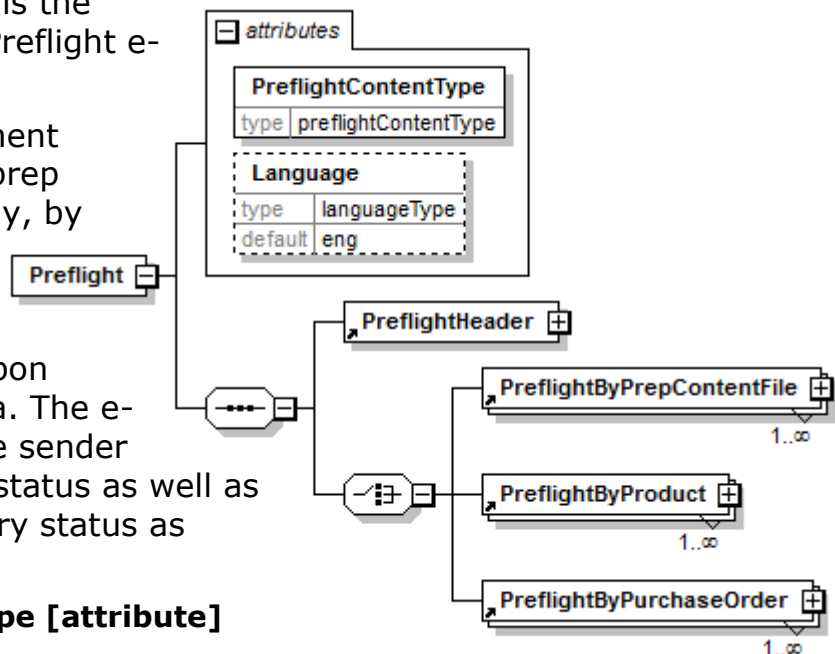 is the
Preflight e-
ment
prep
y, by
pon
a. The e-
e sender
status as well as
ry status as
pe [attribute]
attributes
PreflightContentType
type preflightContentType
Language
type languageType
default eng
Preflight
PreflightHeader
PreflightByPrepContentFile
1..∞
PreflightByProduct
1..∞
PreflightByPurchaseOrder
1..∞